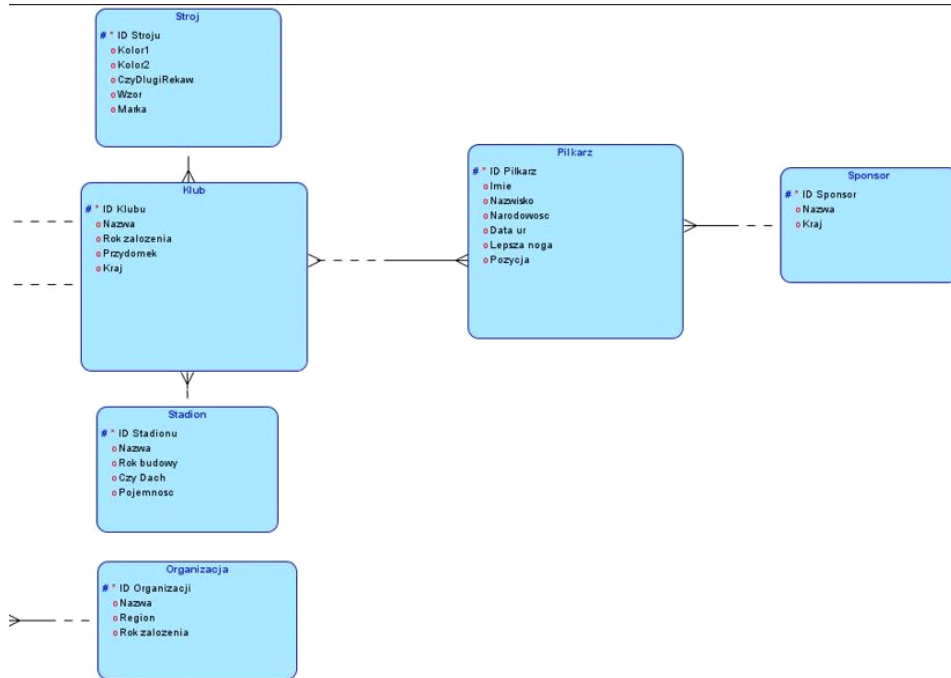 Stroj
# * ID Stroju
o Kolor1
o Kolor2
o CzyDlugiRekaw
o Wzor
o Marka
Klub
# * ID Klubu
o Nazwa
o Rok zalozenia
o Przydomek
o Kraj
Stadion
# * ID Stadionu
o Nazwa
o Rok budowy
o Czy Dach
o Pojemnosc
Organizacja
# * ID Organizacji
o Nazwa
o Region
o Rok zalozenia
Pilkarz
# * ID Pilkarz
o Imie
o Nazwisko
o Narodowosc
o Data ur
o Lepsza noga
o Pozycja
Sponsor
# * ID Sponsor
o Nazwa
o Kraj